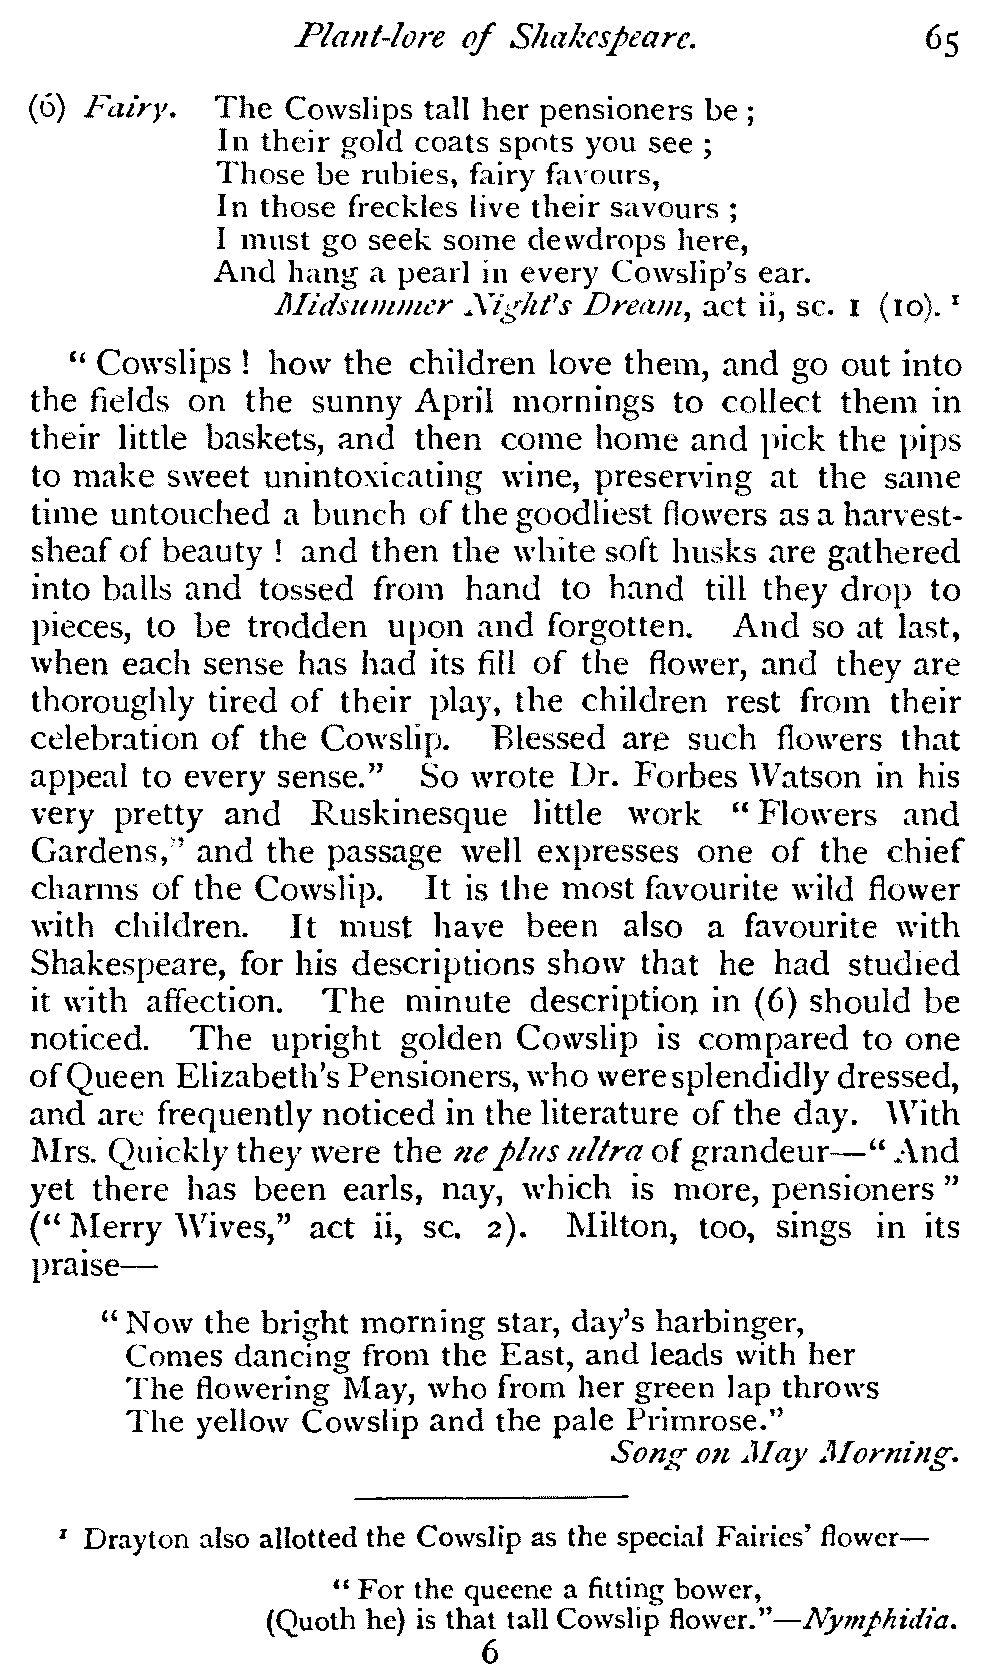 Plant-lore of Shakespeare. 65
(6) Fairy. The Cowslips tall her pensioners be ;
In their gold coats spots you see ;
Those be rubies, fairy favours,
In those freckles live their savours ;
I must go seek some dewdrops here,
And hang a pearl in every Cowslip's ear.
Midsummer Night's Dream, act ii, sc. 1 (10). ¹
“ Cowslips ! how the children love them, and go out into
the fields on the sunny April mornings to collect them in
their little baskets, and then come home and pick the pips
to make sweet unintoxicating wine, preserving at the same
time untouched a bunch of the goodliest flowers as a harvest-
sheaf of beauty ! and then the white soft husks are gathered
into balls and tossed from hand to hand till they drop to
pieces, to be trodden upon and forgotten. And so at last,
when each sense has had its fill of the flower, and they are
thoroughly tired of their play, the children rest from their
celebration of the Cowslip. Blessed are such flowers that
appeal to every sense.” So wrote Dr. Forbes Watson in his
very pretty and Ruskinesque little work “ Flowers and
Gardens,” and the passage well expresses one of the chief
charms of the Cowslip. It is the most favourite wild flower
with children. It must have been also a favourite with
Shakespeare, for his descriptions show that he had studied
it with affection. The minute description in (6) should be
noticed. The upright golden Cowslip is compared to one
of Queen Elizabeth's Pensioners, who were splendidly dressed,
and are frequently noticed in the literature of the day. With
Mrs. Quickly they were the ne plus ultra of grandeur—“ And
yet there has been earls, nay, which is more, pensioners ”
(“ Merry Wives,” act ii, sc. 2). Milton, too, sings in its
praise—
“ Now the bright morning star, day's harbinger,
Comes dancing from the East, and leads with her
The flowering May, who from her green lap throws
The yellow Cowslip and the pale Primrose.”
Song on May Morning.
¹ Drayton also allotted the Cowslip as the special Fairies' flower—
“ For the queene a fitting bower,
(Quoth he) is that tall Cowslip flower.”—Nymphidia.
6